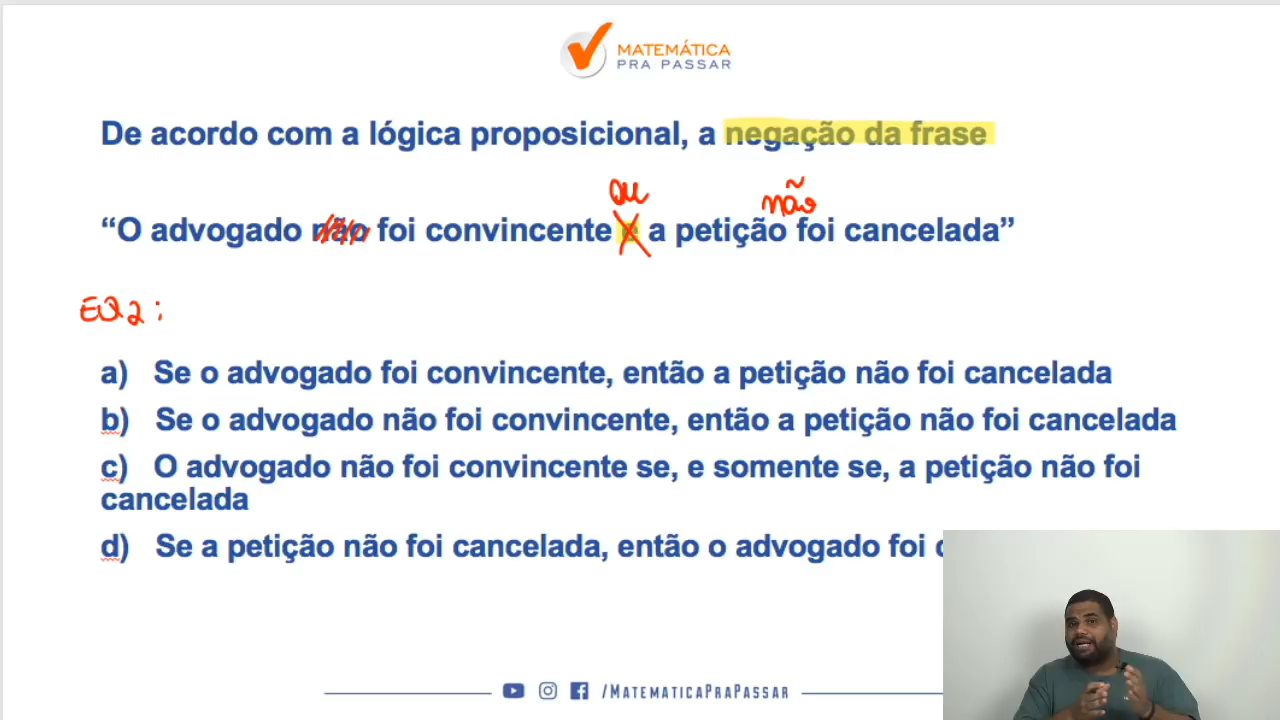 MATEMÁTICA
PRA PASSAR
De acordo com a lógica proposicional, a negação da frase
ou
não
“O advogado não foi convincente e a petição foi cancelada”
EQ2:
a) Se o advogado foi convincente, então a petição não foi cancelada
b) Se o advogado não foi convincente, então a petição não foi cancelada
c) O advogado não foi convincente se, e somente se, a petição não foi
cancelada
d) Se a petição não foi cancelada, então o advogado foi
/MATEMATICAPRAPASSAR